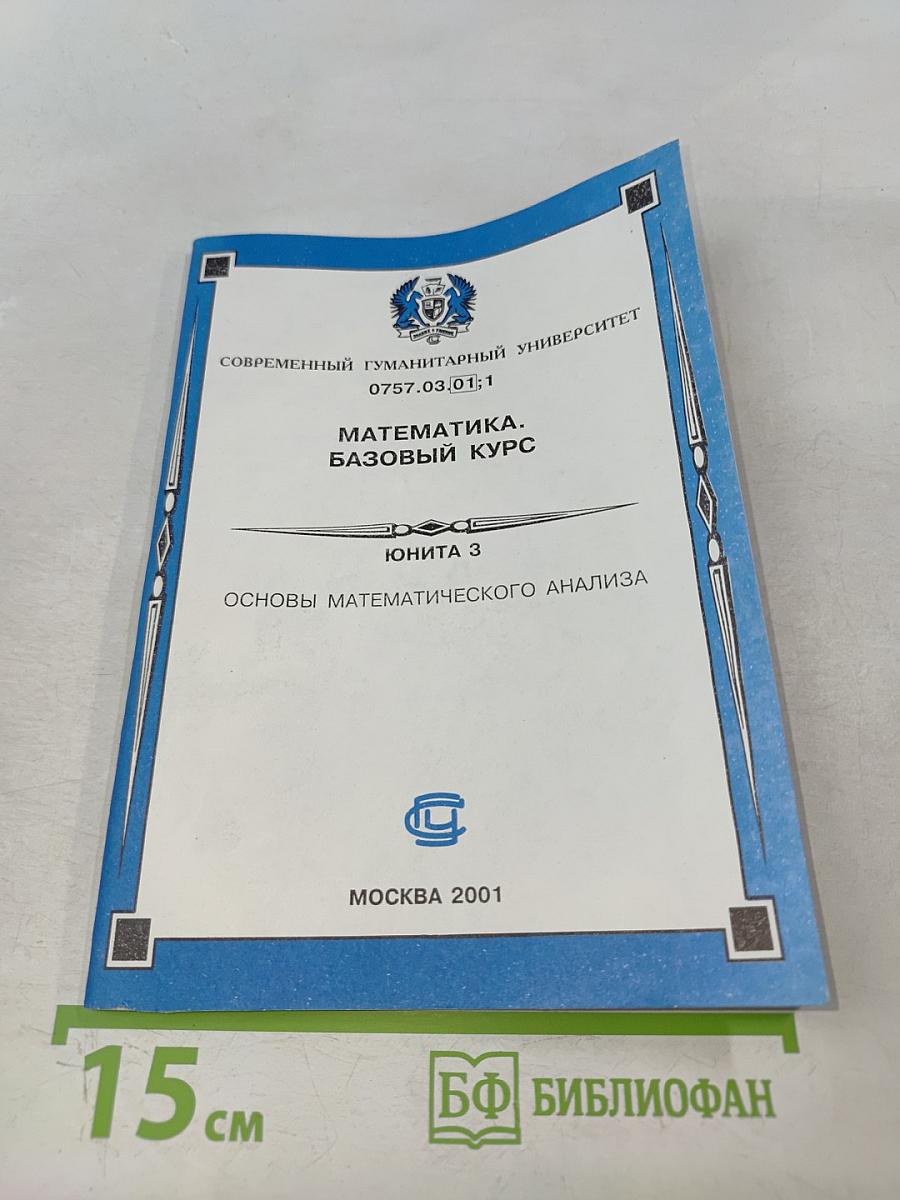 СОВРЕМЕННЫЙ ГУМАНИТАРНЫЙ УНИВЕРСИТЕТ
0757.03.01;1
МАТЕМАТИКА.
БАЗОВЫЙ КУРС
ЮНИТА 3
ОСНОВЫ МАТЕМАТИЧЕСКОГО АНАЛИЗА
СГУ
МОСКВА 2001
15 см
БФ БИБЛИОФАН